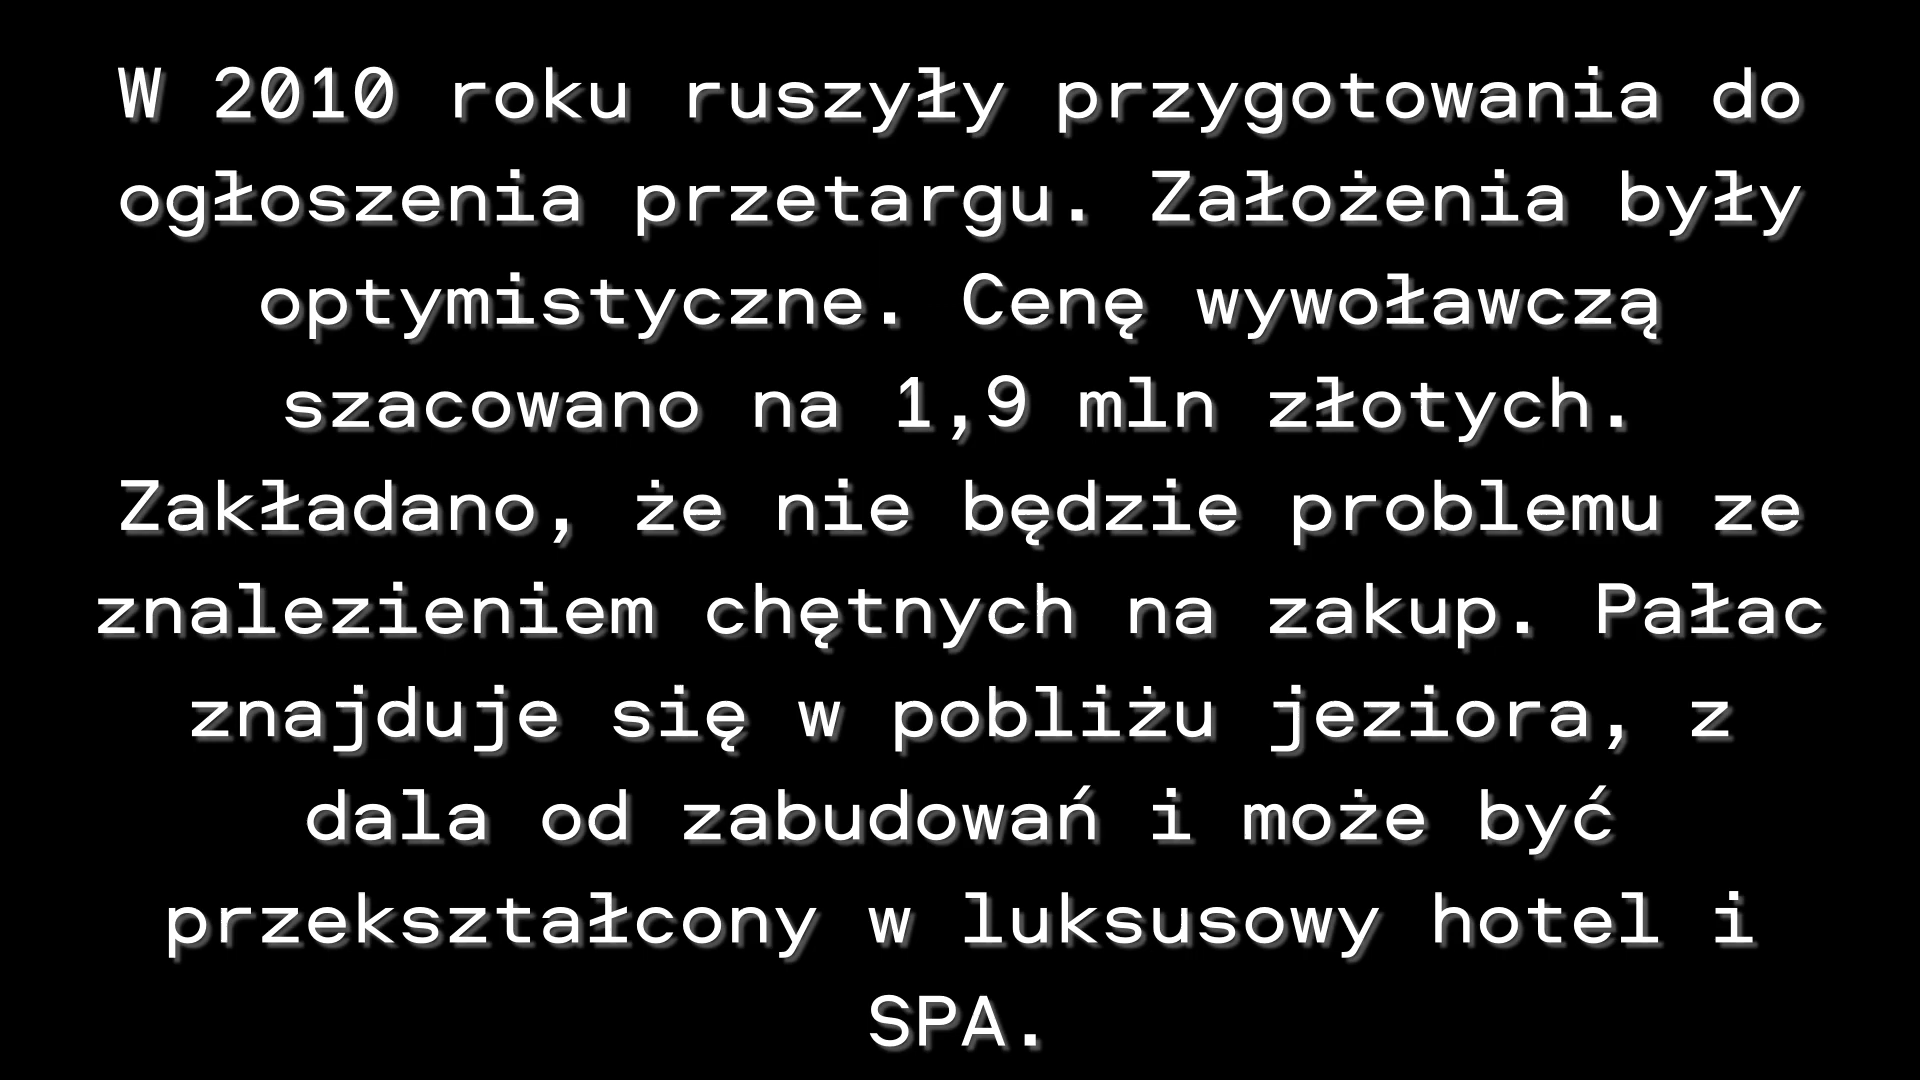 W 2010 roku ruszyły przygotowania do
ogłoszenia przetargu. Założenia były
optymistyczne. Cenę wywoławczą
szacowano na 1,9 mln złotych.
Zakładano, że nie będzie problemu ze
znalezieniem chętnych na zakup. Pałac
znajduje się w pobliżu jeziora, z
dala od zabudowań i może być
przekształcony w luksusowy hotel i
SPA.